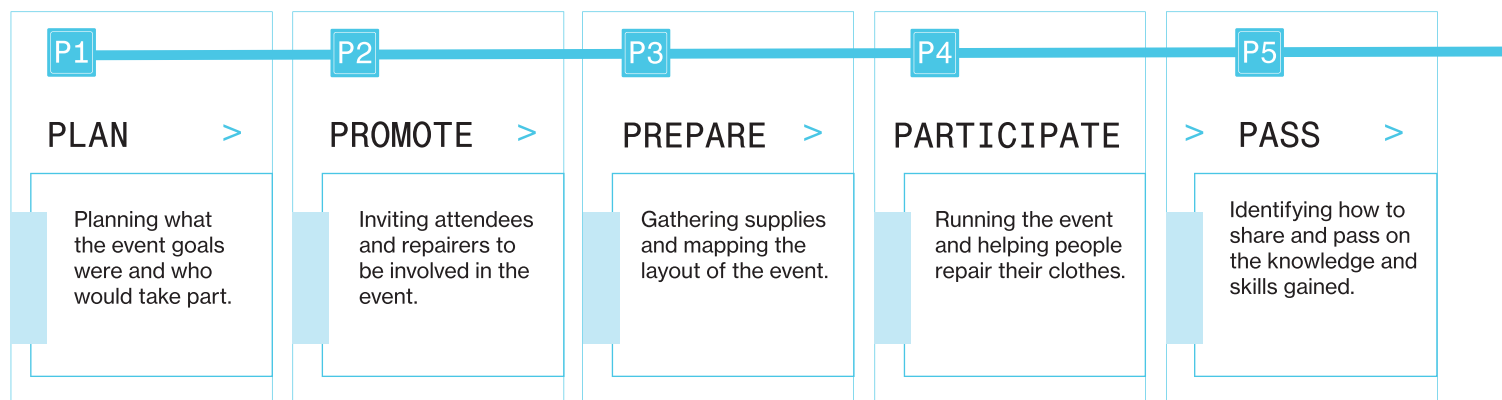 P1
P2
P3
P4
P5
PLAN >
PROMOTE >
PREPARE >
PARTICIPATE >
PASS >
Planning what
the event goals
were and who
would take part.
Inviting attendees
and repairers to
be involved in the
event.
Gathering supplies
and mapping the
layout of the event.
Running the event
and helping people
repair their clothes.
Identifying how to
share and pass on
the knowledge and
skills gained.